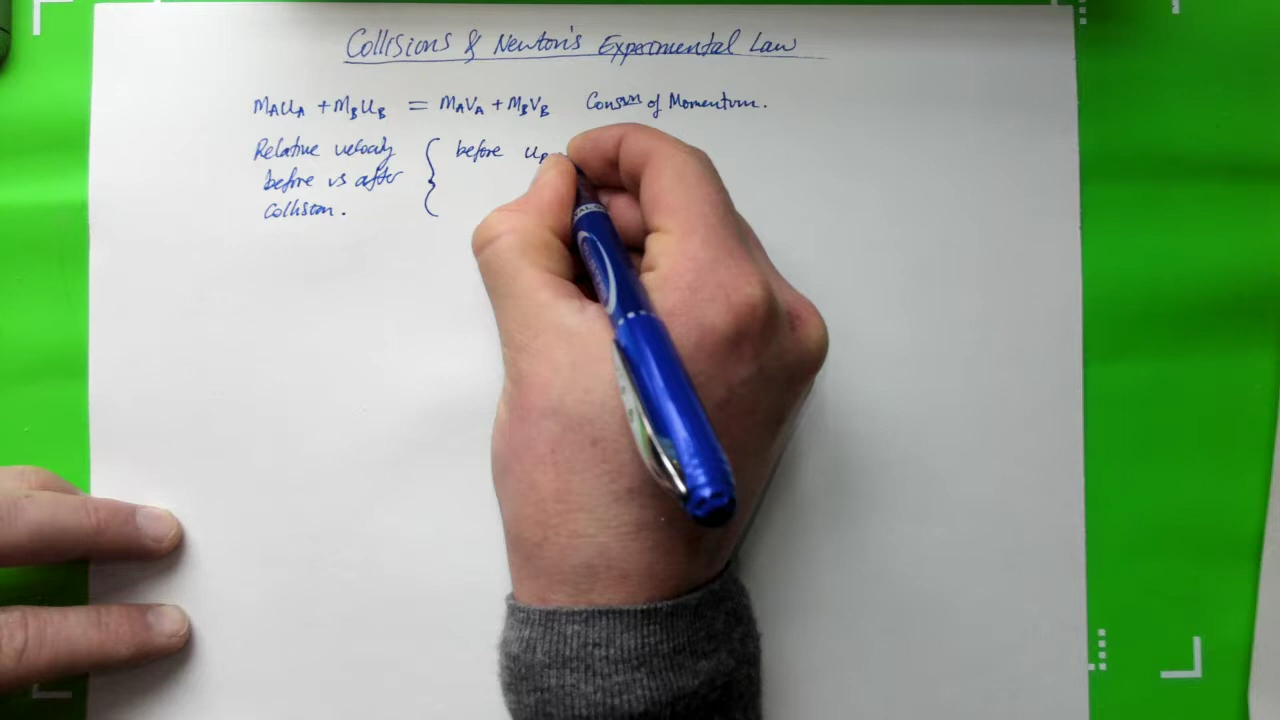 Collisions & Newton's Experimental Law
MAUA + MBUB = MAVA + MBVB Consvn of Momentum.
Relative velocity { before
before vs after
collision.